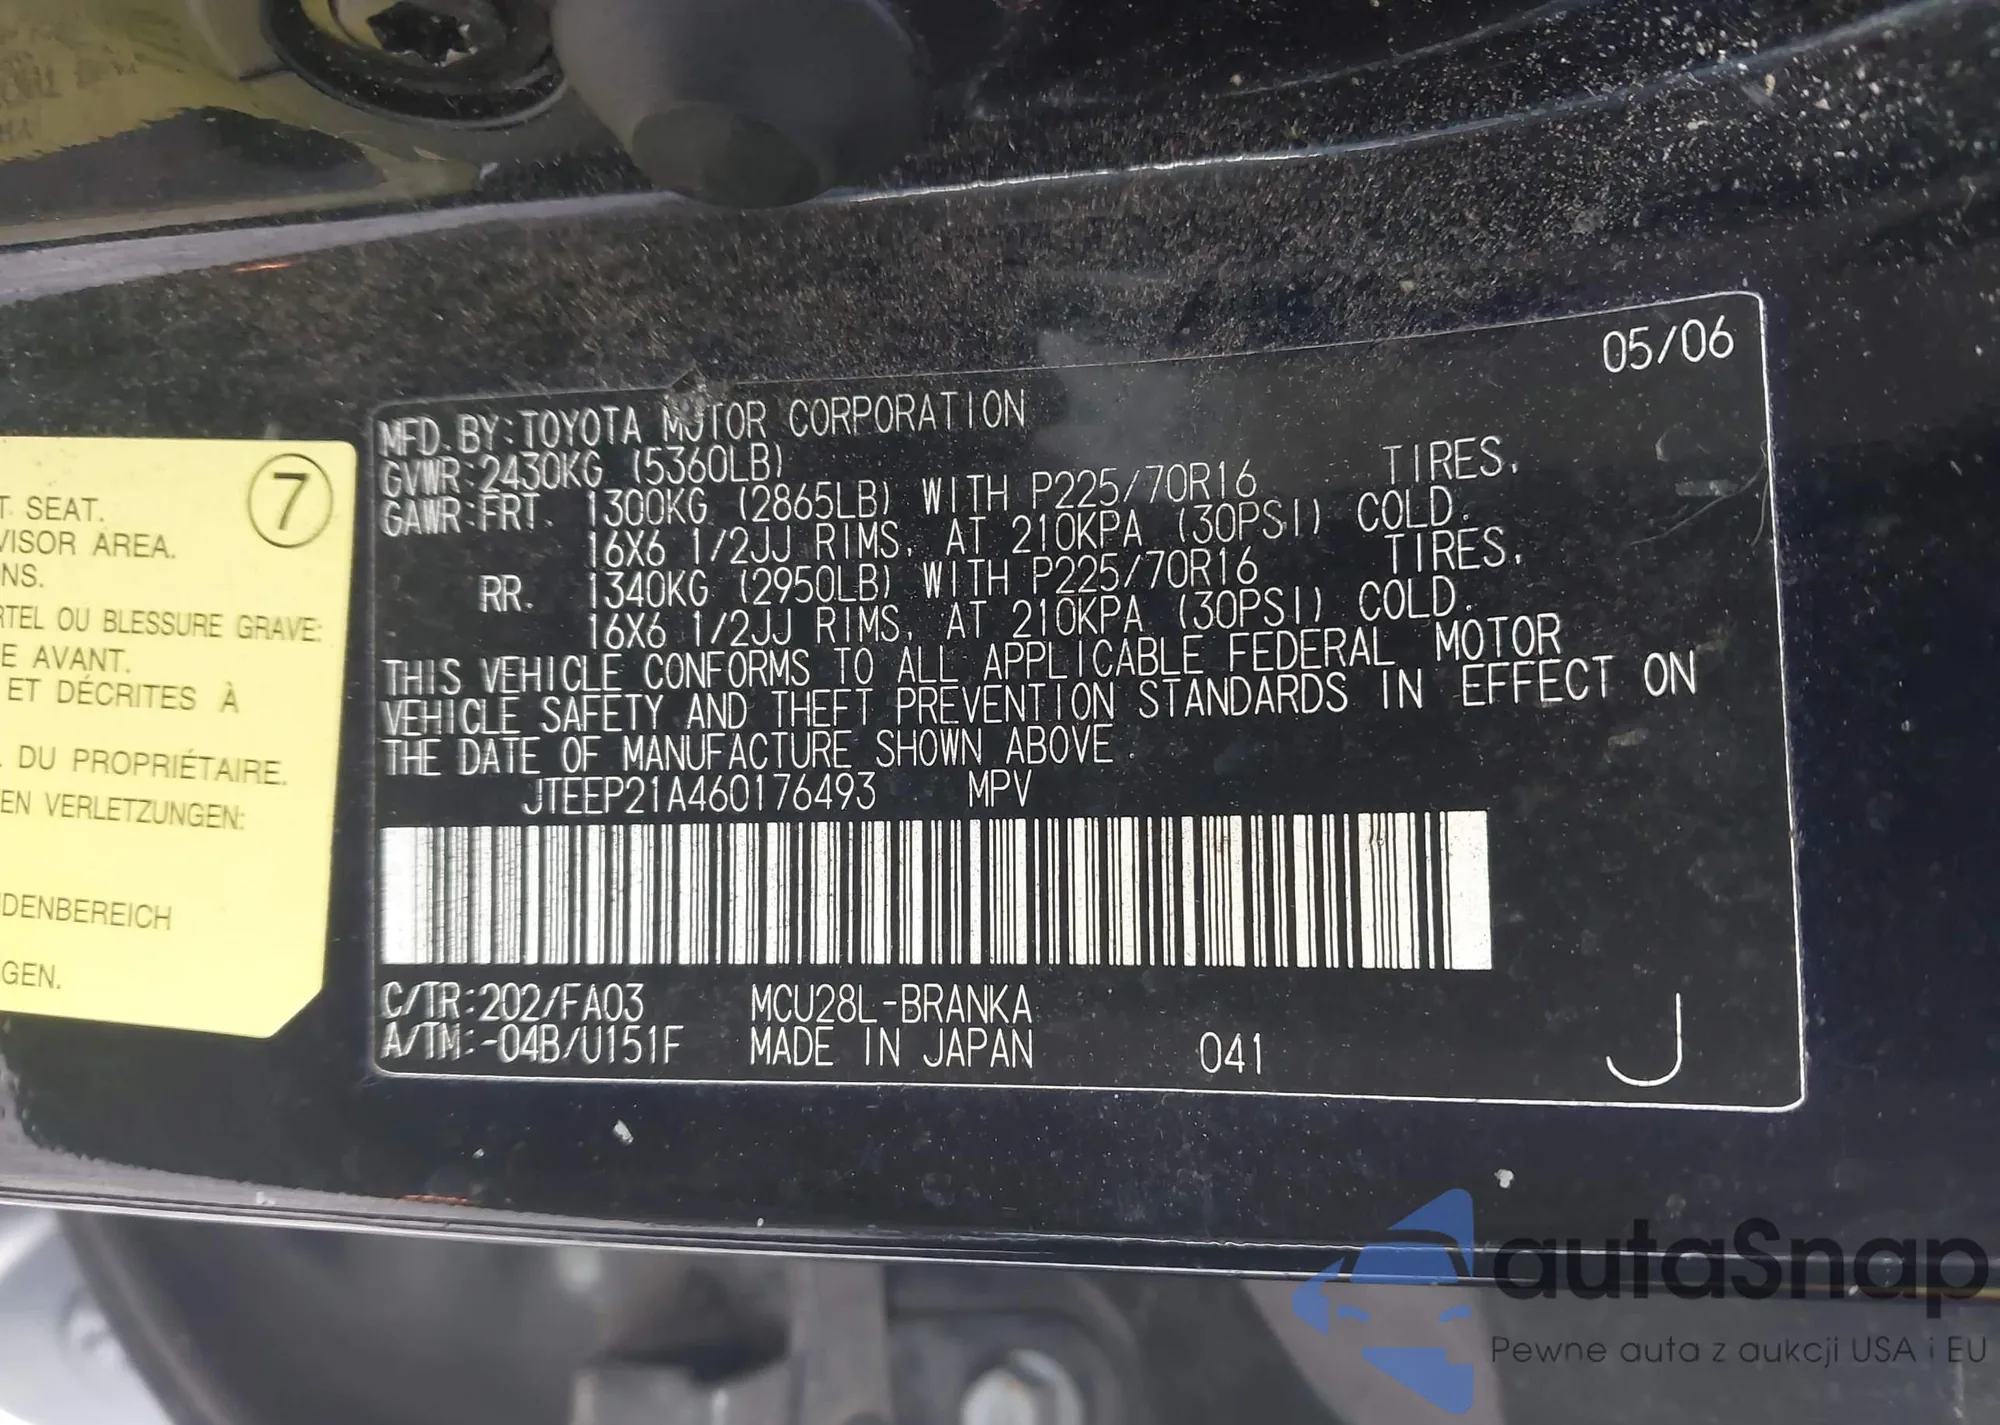 05/06
MFD. BY: TOYOTA MOTOR CORPORATION
GVWR: 2430KG (5360LB)
GAWR: FRT. 1300KG (2865LB) WITH P225/70R16 TIRES,
16X6 1/2JJ RIMS, AT 210KPA (30PSI) COLD.
RR. 1340KG (2950LB) WITH P225/70R16 TIRES,
16X6 1/2JJ RIMS, AT 210KPA (30PSI) COLD.
THIS VEHICLE CONFORMS TO ALL APPLICABLE FEDERAL MOTOR
VEHICLE SAFETY AND THEFT PREVENTION STANDARDS IN EFFECT ON
THE DATE OF MANUFACTURE SHOWN ABOVE.
JTEEP21A460176493 MPV
C/TR: 202/FA03 MCU28L-BRANKA
A/TM: -04B/U151F MADE IN JAPAN 041 J
7
SEAT.
VISOR AREA.
NS.
RTEL OU BLESSURE GRAVE:
E AVANT.
ET DÉCRITES À
DU PROPRIÉTAIRE.
EN VERLETZUNGEN:
DENBEREICH
GEN.
autaSnap
Pewne auta z aukcji USA i EU